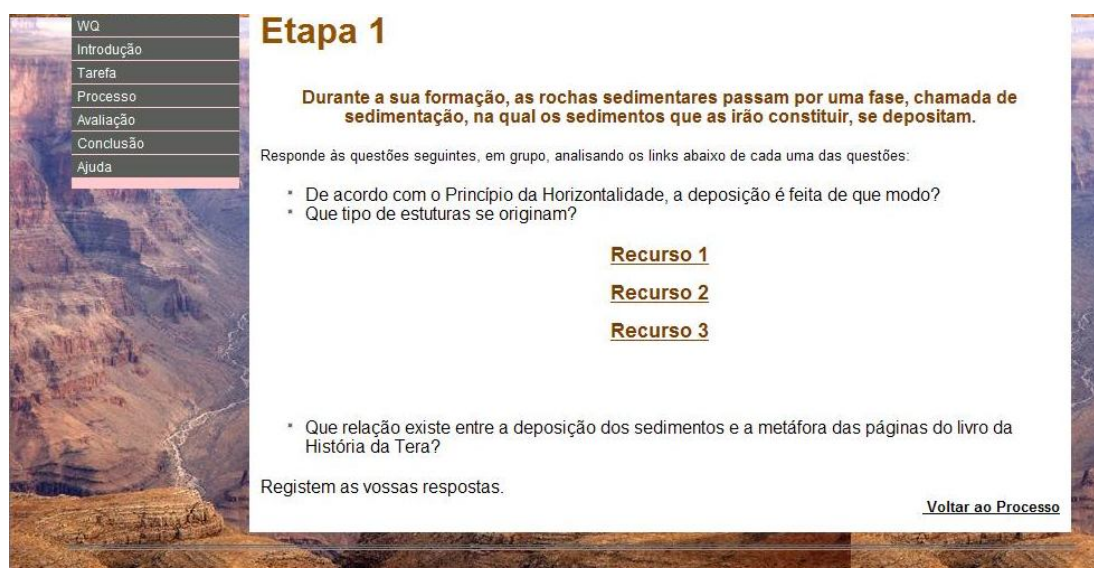 WQ
Introdução
Tarefa
Processo
Avaliação
Conclusão
Ajuda
Etapa 1
Durante a sua formação, as rochas sedimentares passam por uma fase, chamada de
sedimentação, na qual os sedimentos que as irão constituir, se depositam.
Responde às questões seguintes, em grupo, analisando os links abaixo de cada uma das questões:
De acordo com o Princípio da Horizontalidade, a deposição é feita de que modo?
Que tipo de estuturas se originam?
Recurso 1
Recurso 2
Recurso 3
Que relação existe entre a deposição dos sedimentos e a metáfora das páginas do livro da
História da Tera?
Registem as vossas respostas.
Voltar ao Processo